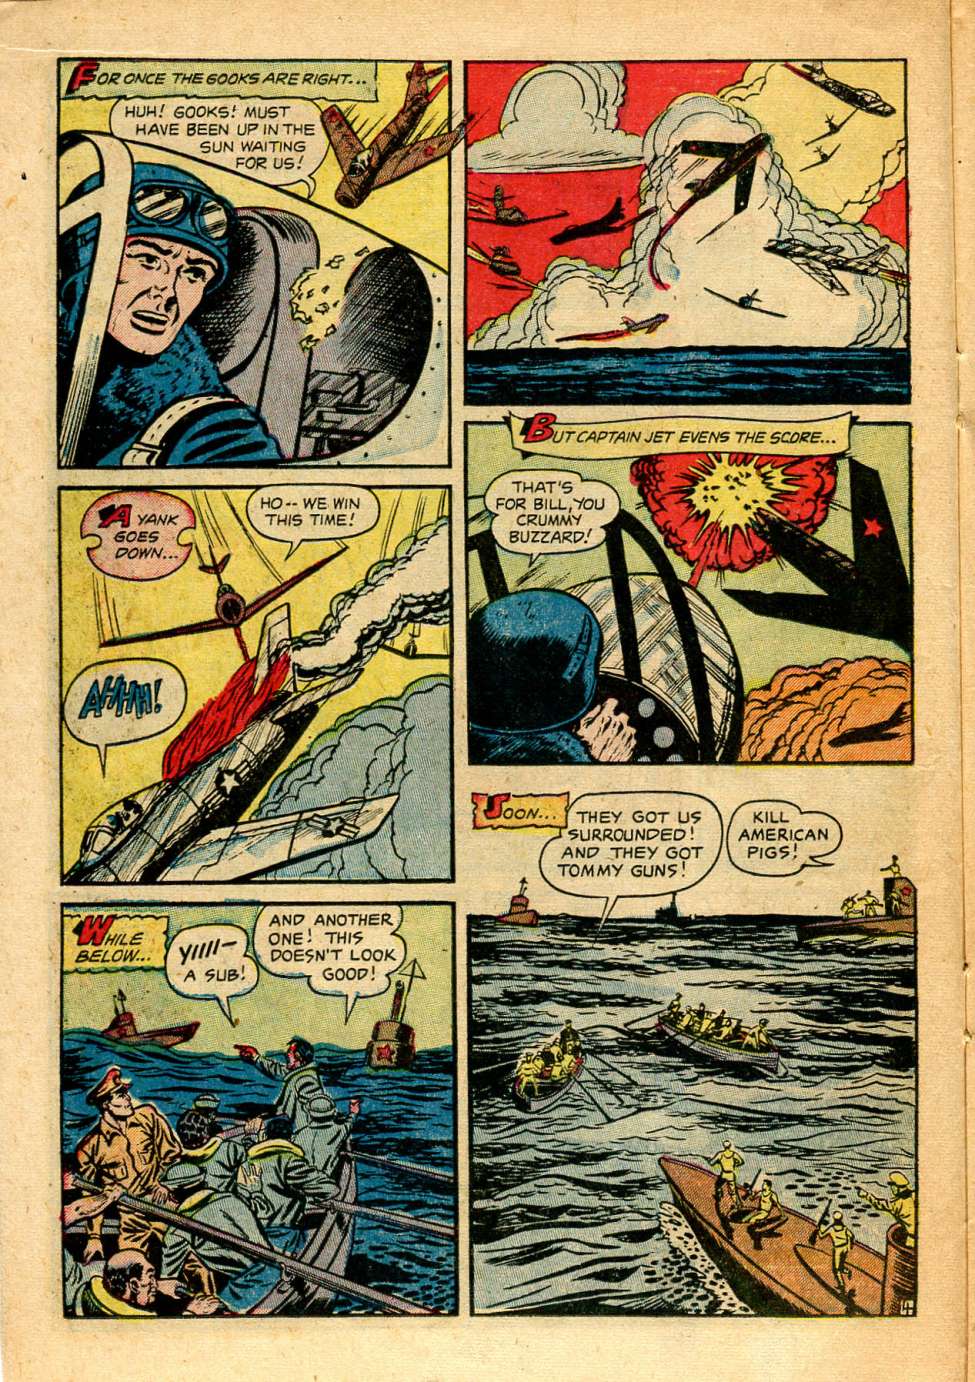 FOR ONCE THE GOOKS ARE RIGHT...
HUH! GOOKS! MUST
HAVE BEEN UP IN THE
SUN WAITING
FOR US!
A YANK
GOES
DOWN...
HO-- WE WIN
THIS TIME!
AHHH!
BUT CAPTAIN JET EVENS THE SCORE...
THAT'S
FOR BILL, YOU
CRUMMY
BUZZARD!
WHILE
BELOW...
YIIII-
A SUB!
AND ANOTHER
ONE! THIS
DOESN'T LOOK
GOOD!
SOON...
THEY GOT US
SURROUNDED!
AND THEY GOT
TOMMY GUNS!
KILL
AMERICAN
PIGS!
4